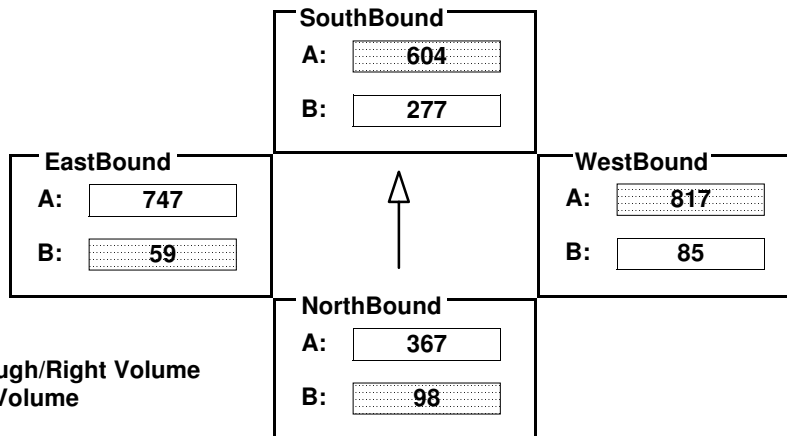 SouthBound
A: 604
B: 277
EastBound
A: 747
B: 59
WestBound
A: 817
B: 85
NorthBound
A: 367
B: 98
ugh/Right Volume
Volume